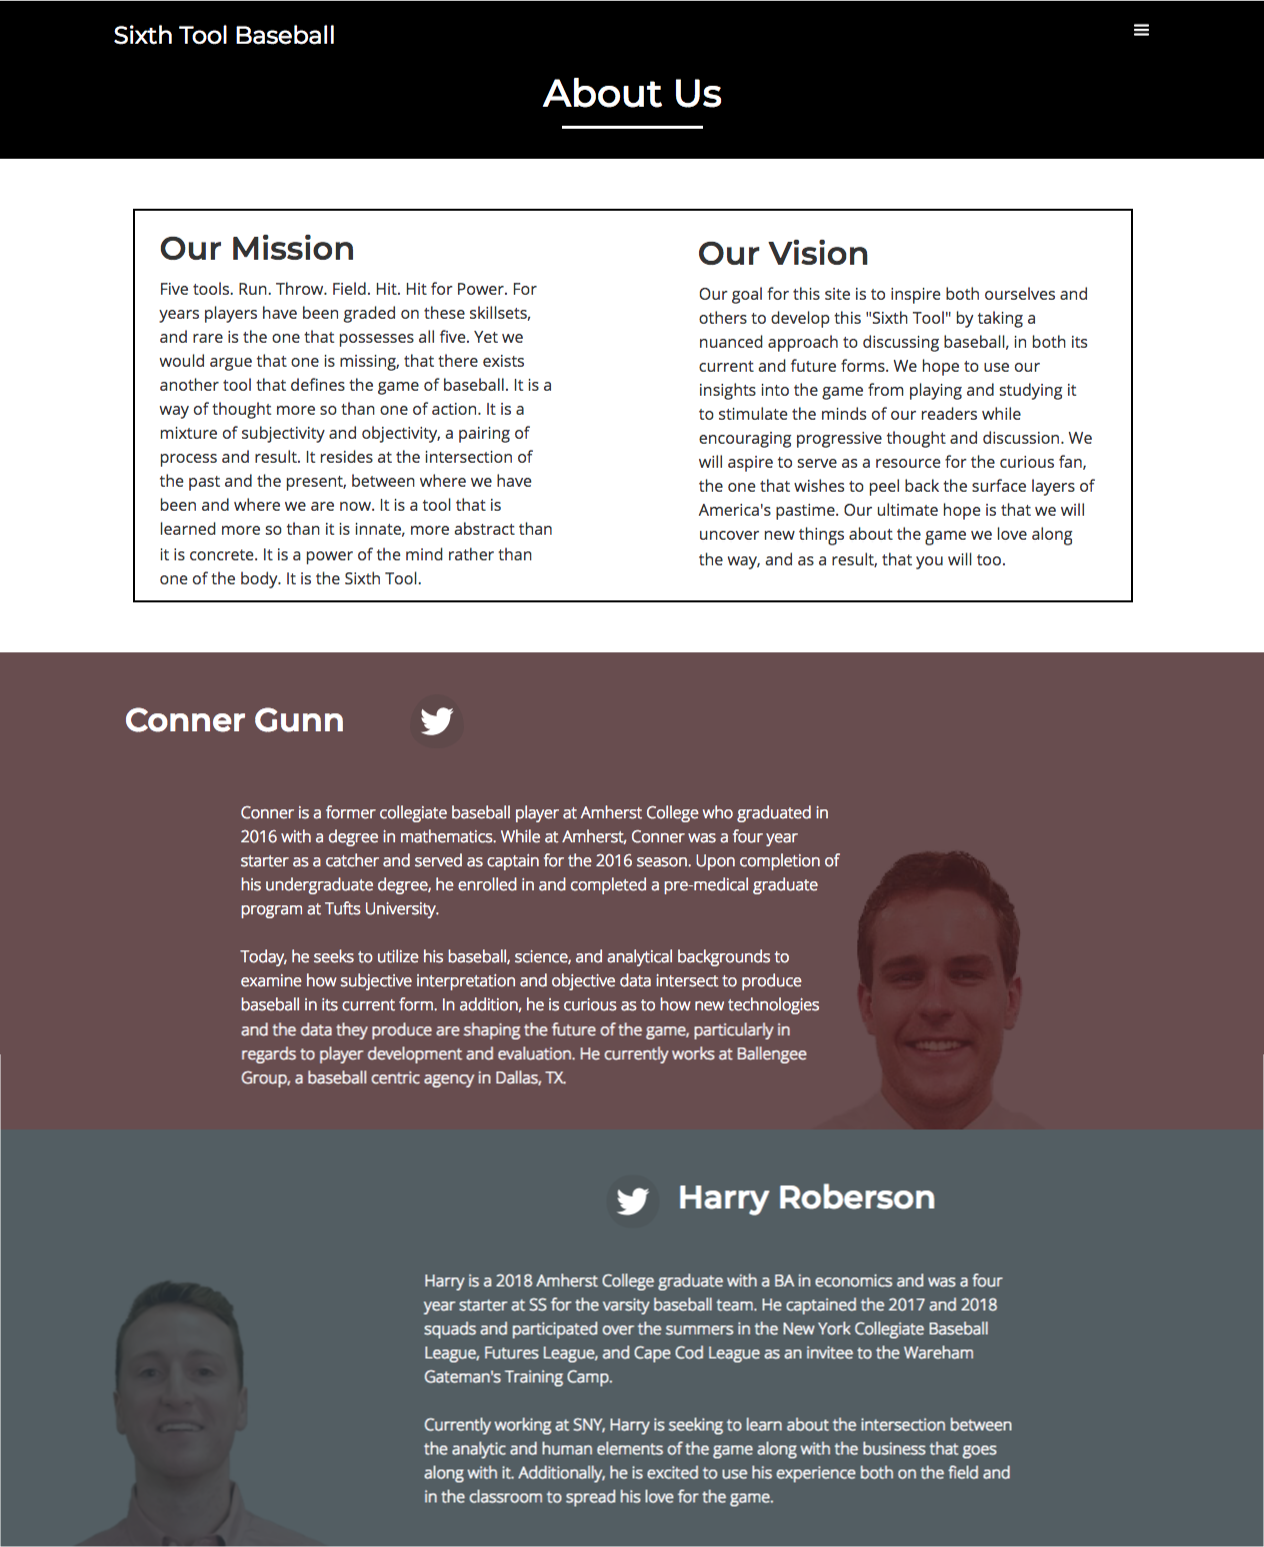 Sixth Tool Baseball
About Us
Our Mission
Five tools. Run. Throw. Field. Hit. Hit for Power. For
years players have been graded on these skillsets,
and rare is the one that possesses all five. Yet we
would argue that one is missing, that there exists
another tool that defines the game of baseball. It is a
way of thought more so than one of action. It is a
mixture of subjectivity and objectivity, a pairing of
process and result. It resides at the intersection of
the past and the present, between where we have
been and where we are now. It is a tool that is
learned more so than it is innate, more abstract than
it is concrete. It is a power of the mind rather than
one of the body. It is the Sixth Tool.
Our Vision
Our goal for this site is to inspire both ourselves and
others to develop this "Sixth Tool" by taking a
nuanced approach to discussing baseball, in both its
current and future forms. We hope to use our
insights into the game from playing and studying it
to stimulate the minds of our readers while
encouraging progressive thought and discussion. We
will aspire to serve as a resource for the curious fan,
the one that wishes to peel back the surface layers of
America's pastime. Our ultimate hope is that we will
uncover new things about the game we love along
the way, and as a result, that you will too.
Conner Gunn
Conner is a former collegiate baseball player at Amherst College who graduated in
2016 with a degree in mathematics. While at Amherst, Conner was a four year
starter as a catcher and served as captain for the 2016 season. Upon completion of
his undergraduate degree, he enrolled in and completed a pre-medical graduate
program at Tufts University.
Today, he seeks to utilize his baseball, science, and analytical backgrounds to
examine how subjective interpretation and objective data intersect to produce
baseball in its current form. In addition, he is curious as to how new technologies
and the data they produce are shaping the future of the game, particularly in
regards to player development and evaluation. He currently works at Ballengee
Group, a baseball centric agency in Dallas, TX.
Harry Roberson
Harry is a 2018 Amherst College graduate with a BA in economics and was a four
year starter at SS for the varsity baseball team. He captained the 2017 and 2018
squads and participated over the summers in the New York Collegiate Baseball
League, Futures League, and Cape Cod League as an invitee to the Wareham
Gateman's Training Camp.
Currently working at SNY, Harry is seeking to learn about the intersection between
the analytic and human elements of the game along with the business that goes
along with it. Additionally, he is excited to use his experience both on the field and
in the classroom to spread his love for the game.